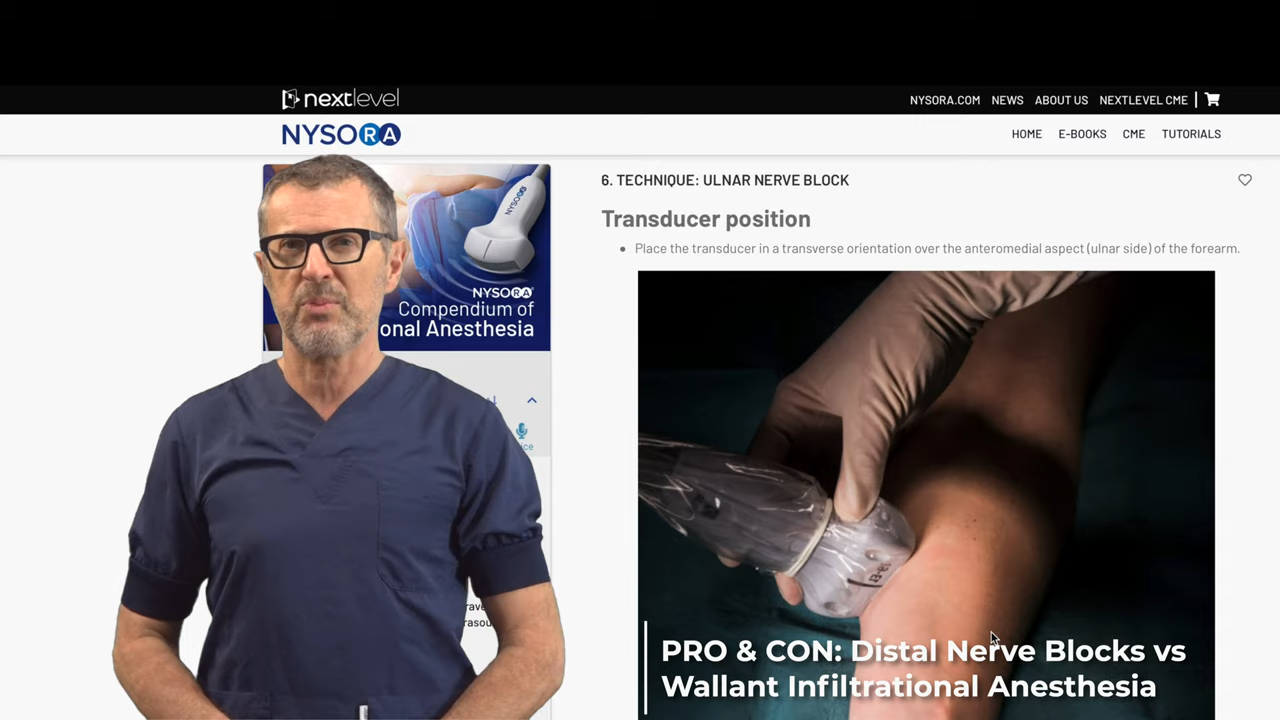 nextlevel
NYSORA.COM NEWS ABOUT US NEXTLEVEL CME
NYSORA
HOME E-BOOKS CME TUTORIALS
NYSORA
NYSORA
Compendium of
onal Anesthesia
6. TECHNIQUE: ULNAR NERVE BLOCK
Transducer position
• Place the transducer in a transverse orientation over the anteromedial aspect (ulnar side) of the forearm.
PRO & CON: Distal Nerve Blocks vs
Wallant Infiltrational Anesthesia